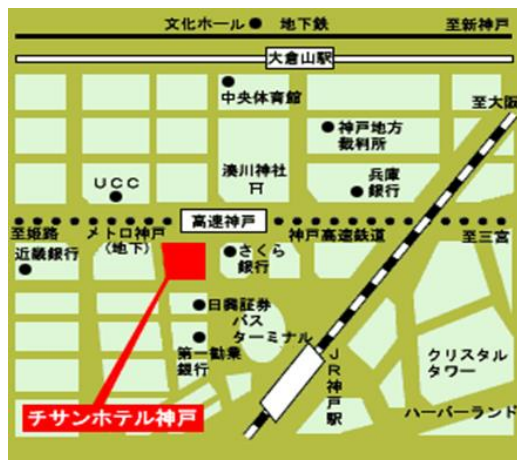 文化ホール 地下鉄 至新神戸
大倉山駅
中央体育館
至大阪
神戸地方
裁判所
湊川神社
兵庫
銀行
UCC
高速神戸
至姫路 メトロ神戸
(地下)
神戸高速鉄道 至三宮
近畿銀行
さくら
銀行
日興証券
バス
ターミナル
第一勧業
銀行
JR神戸駅
クリスタル
タワー
チサンホテル神戸
ハーバーランド